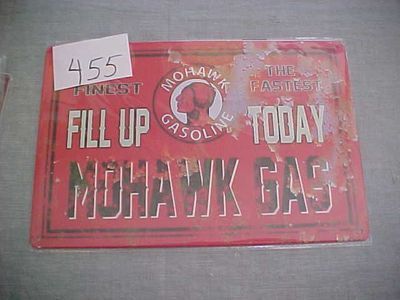 455
FINEST
THE
FASTEST
MOHAWK
GASOLINE
FILL UP
TODAY
MOHAWK GAS